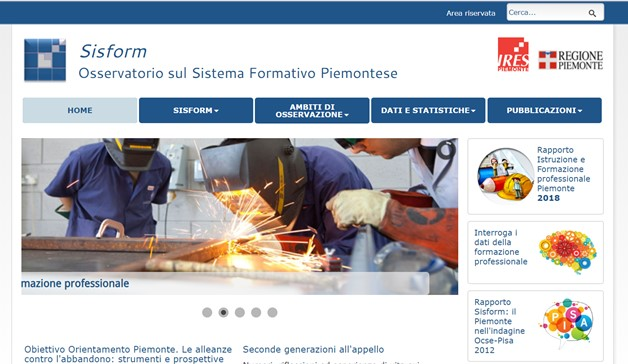 Area riservata
Cerca...
Sisform
Osservatorio sul Sistema Formativo Piemontese
IRES
PIEMONTE
REGIONE
PIEMONTE
HOME
SISFORM
AMBITI DI
OSSERVAZIONE
DATI E STATISTICHE
PUBBLICAZIONI
Rapporto
Istruzione e
Formazione
professionale
Piemonte
2018
mazione professionale
Interroga i
dati della
formazione
professionale
Rapporto
Sisform: il
Piemonte
nell'indagine
Ocse-Pisa
2012
PISA
Obiettivo Orientamento Piemonte. Le alleanze
contro l'abbandono: strumenti e prospettive
Seconde generazioni all'appello